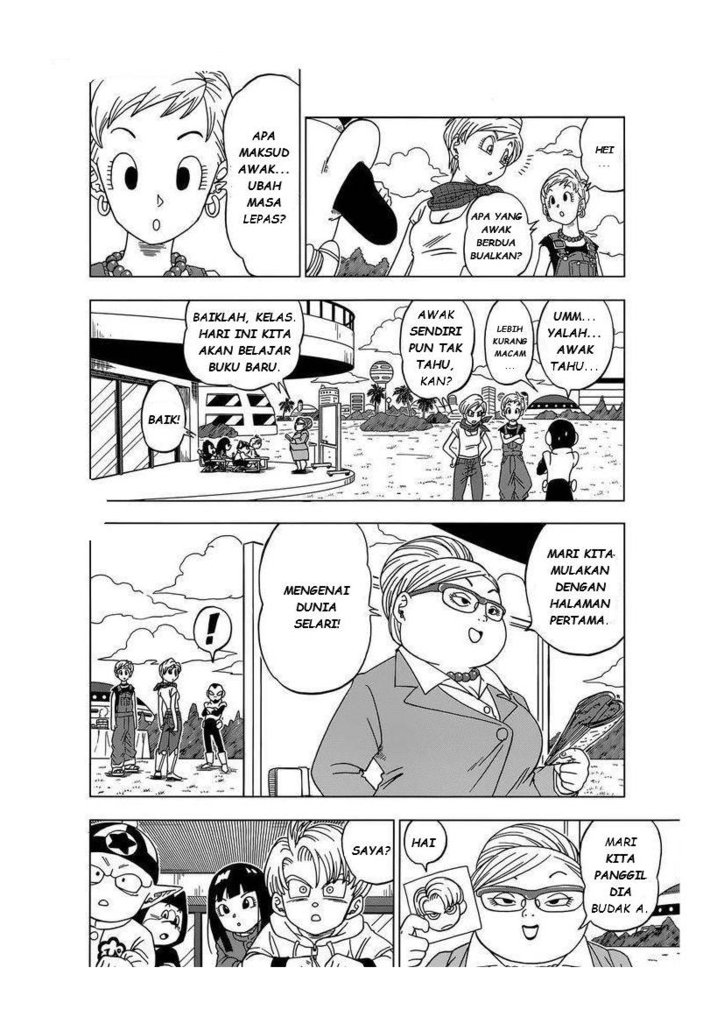 HEI
...
APA YANG
AWAK
BERDUA
BUALKAN?
APA
MAKSUD
AWAK...
UBAH
MASA
LEPAS?
UMM...
YALAH...
AWAK
TAHU...
LEBIH
KURANG
MACAM
...
AWAK
SENDIRI
PUN TAK
TAHU,
KAN?
BAIKLAH, KELAS.
HARI INI KITA
AKAN BELAJAR
BUKU BARU.
BAIK!
MARI KITA
MULAKAN
DENGAN
HALAMAN
PERTAMA.
MENGENAI
DUNIA
SELARI!
!
MARI
KITA
PANGGIL
DIA
BUDAK A.
HAI
SAYA?